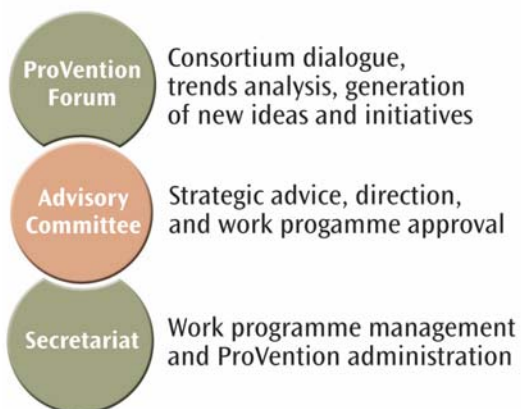 ProVention
Forum
Consortium dialogue,
trends analysis, generation
of new ideas and initiatives
Advisory
Committee
Strategic advice, direction,
and work progamme approval
Secretariat
Work programme management
and ProVention administration